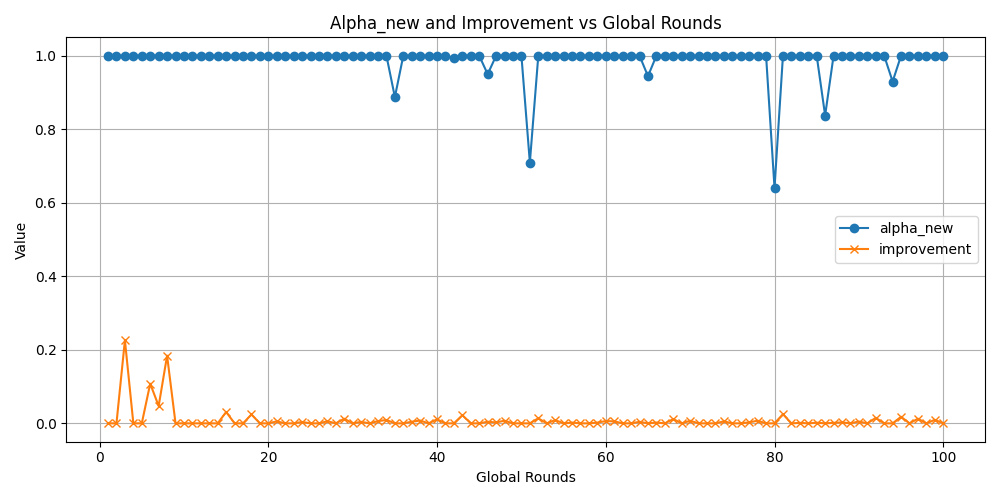 Alpha_new and Improvement vs Global Rounds
Value
1.0
0.8
0.6
0.4
0.2
0.0
alpha_new
improvement
0 20 40 60 80 100
Global Rounds